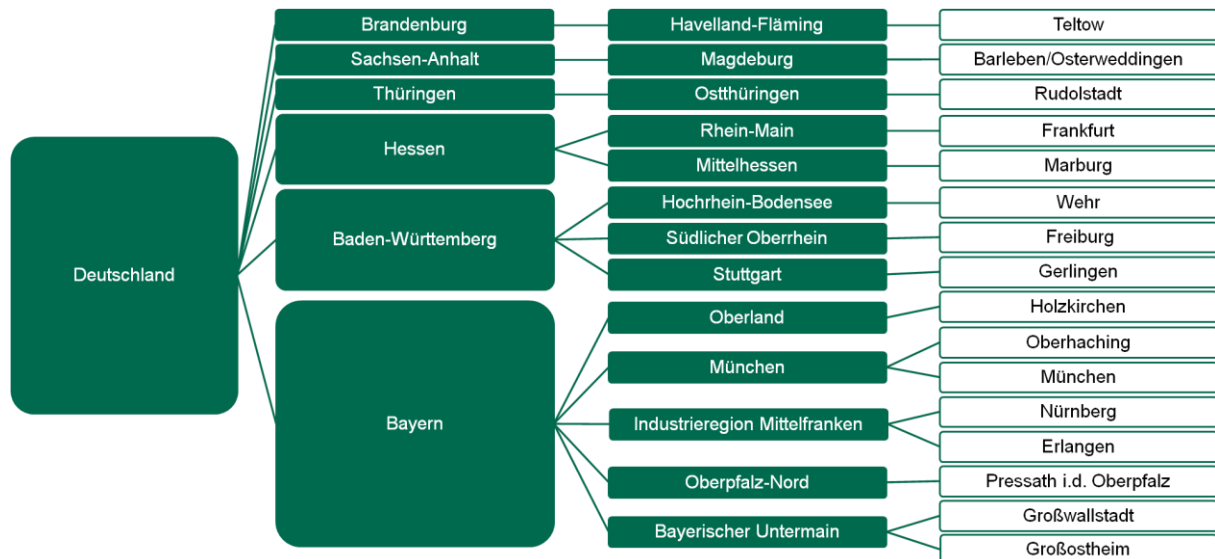 Deutschland
Brandenburg
Havelland-Fläming
Teltow
Sachsen-Anhalt
Magdeburg
Barleben/Osterweddingen
Thüringen
Ostthüringen
Rudolstadt
Hessen
Rhein-Main
Frankfurt
Mittelhessen
Marburg
Baden-Württemberg
Hochrhein-Bodensee
Wehr
Südlicher Oberrhein
Freiburg
Stuttgart
Gerlingen
Bayern
Oberland
Holzkirchen
München
Oberhaching
München
Industrieregion Mittelfranken
Nürnberg
Erlangen
Oberpfalz-Nord
Pressath i.d. Oberpfalz
Bayerischer Untermain
Großwallstadt
Großostheim